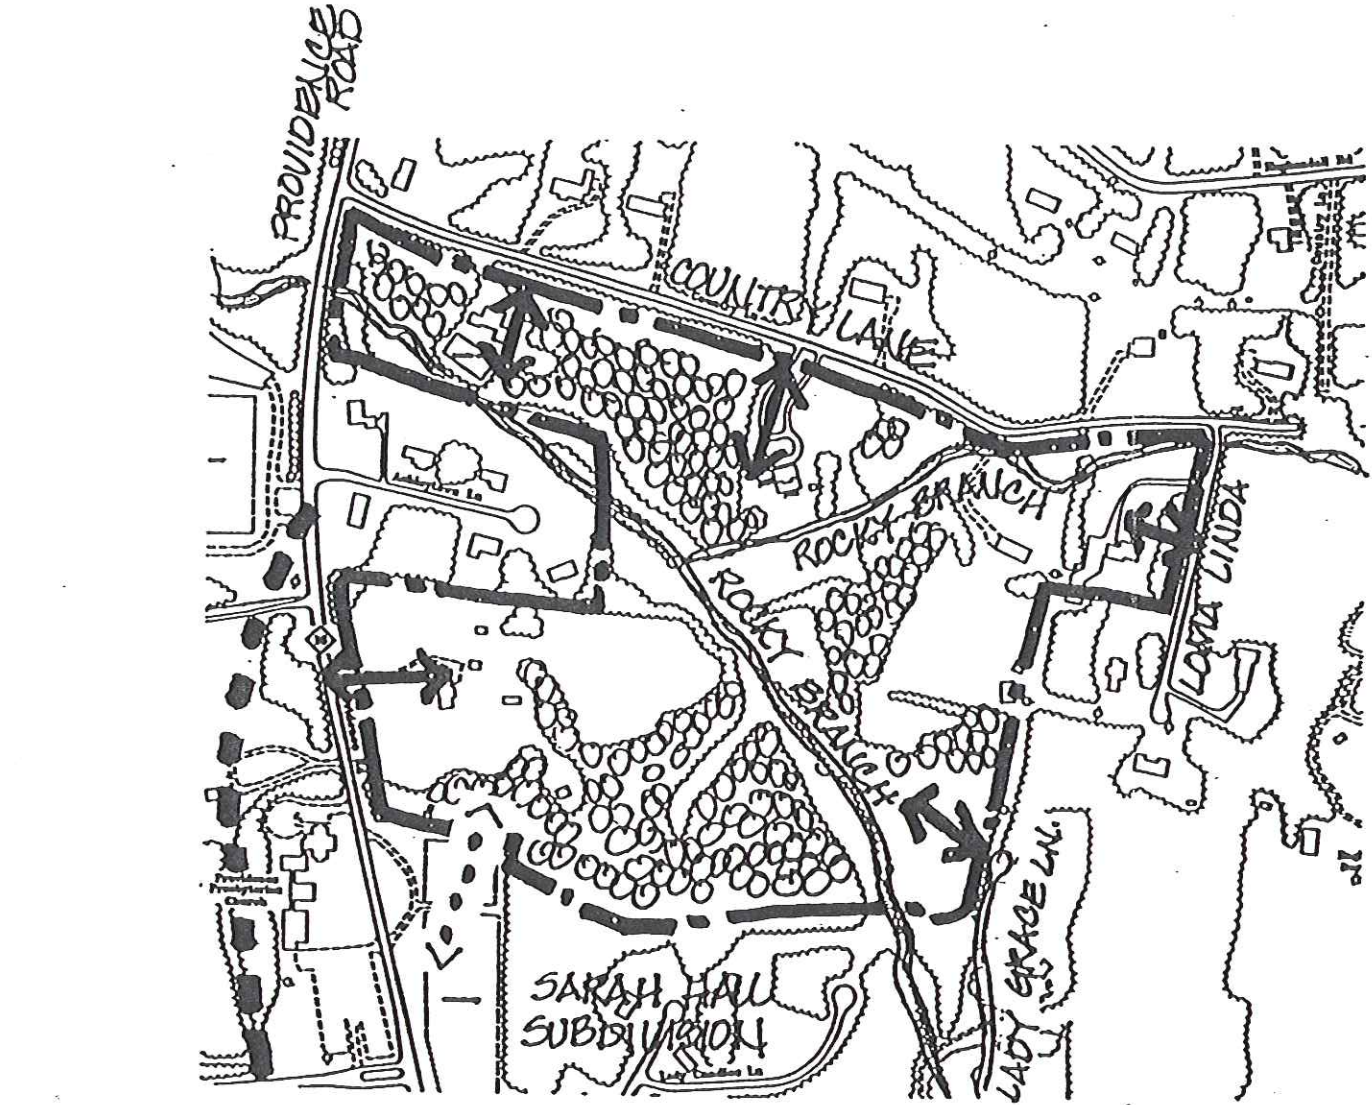 PROVIDENCE
ROAD
COUNTRY LANE
ROCKY BRANCH
LOMA LINDA
ROCKY BRANCH
Providence
Presbyterian
Church
LADY GRACE LN.
SARAH HALL
SUBDIVISION